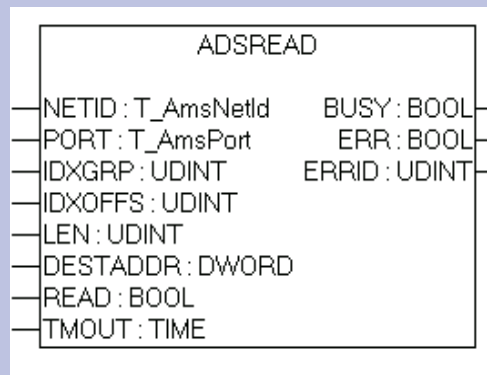 ADSREAD
NETID : T_AmsNetId BUSY : BOOL
PORT : T_AmsPort ERR : BOOL
IDXGRP : UDINT ERRID : UDINT
IDXOFFS : UDINT
LEN : UDINT
DESTADDR : DWORD
READ : BOOL
TMOUT : TIME